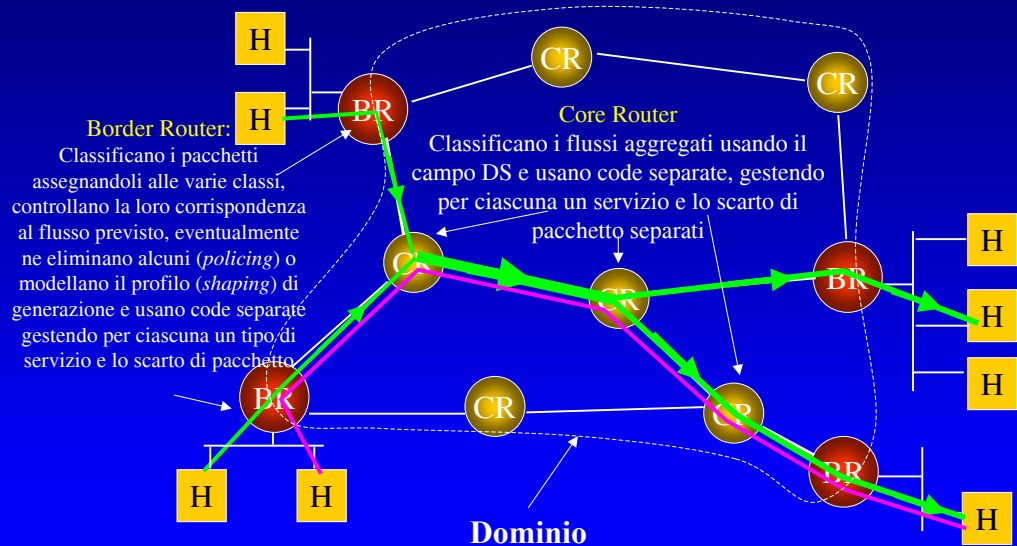 H
H
BR
CR
CR
Border Router:
Classificano i pacchetti
assegnandoli alle varie classi,
controllano la loro corrispondenza
al flusso previsto, eventualmente
ne eliminano alcuni (policing) o
modellano il profilo (shaping) di
generazione e usano code separate
gestendo per ciascuna un tipo di
servizio e lo scarto di pacchetto
Core Router
Classificano i flussi aggregati usando il
campo DS e usano code separate, gestendo
per ciascuna un servizio e lo scarto di
pacchetto separati
CR
CR
BR
H
H
H
BR
CR
CR
BR
H
H
H
Dominio